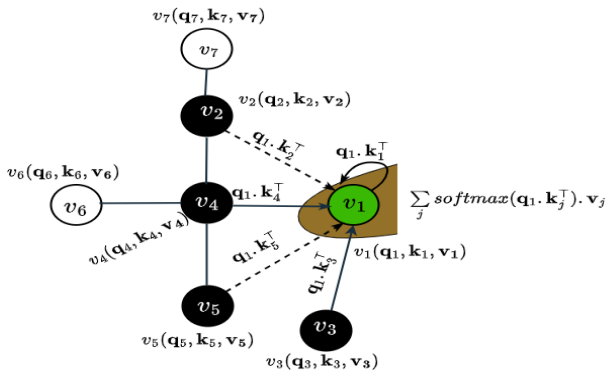 v₇(q₇, k₇, v₇)
v₇
v₂
v₂(q₂, k₂, v₂)
q₁.k₂⊤
q₁.k₁⊤
v₆(q₆, k₆, v₆)
v₆
v₄
q₁.k₄⊤
v₁
∑ⱼ softmax(q₁.kⱼ⊤).vⱼ
v₄(q₄, k₄, v₄)
q₁.k₅⊤
q₁.k₃⊤
v₁(q₁, k₁, v₁)
v₅
v₃
v₅(q₅, k₅, v₅)
v₃(q₃, k₃, v₃)